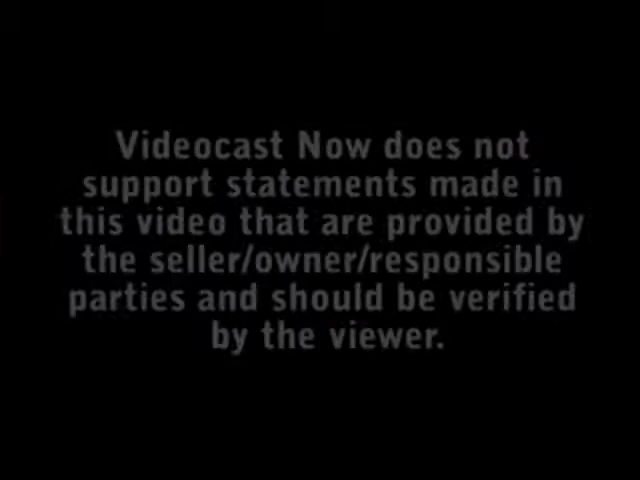 Videocast Now does not
support statements made in
this video that are provided by
the seller/owner/responsible
parties and should be verified
by the viewer.